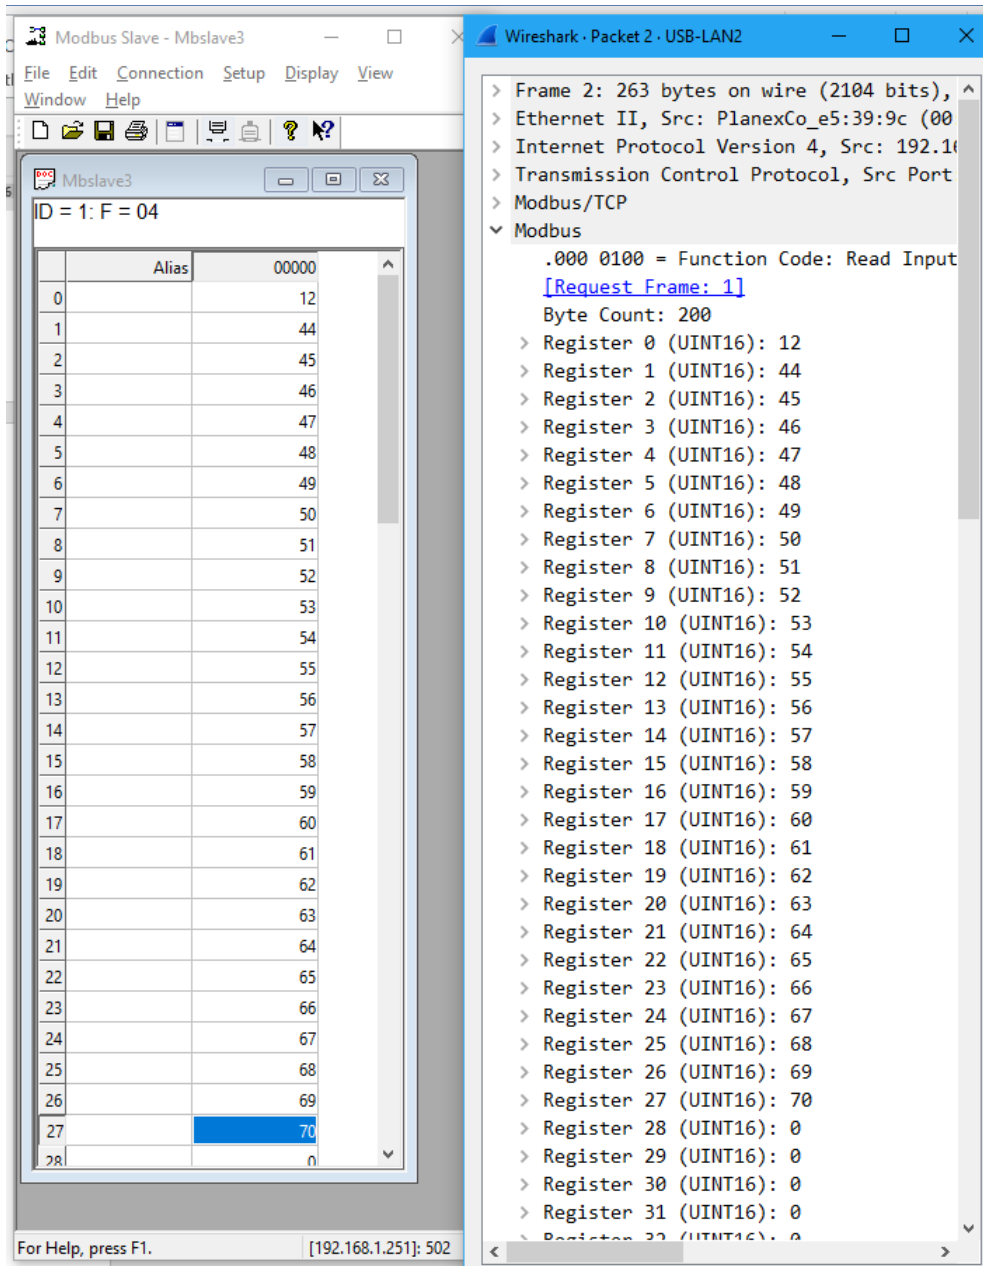 Modbus Slave - Mbslave3
File Edit Connection Setup Display View
Window Help
Mbslave3
ID = 1: F = 04
Alias 00000
0 12
1 44
2 45
3 46
4 47
5 48
6 49
7 50
8 51
9 52
10 53
11 54
12 55
13 56
14 57
15 58
16 59
17 60
18 61
19 62
20 63
21 64
22 65
23 66
24 67
25 68
26 69
27 70
28 0
For Help, press F1. [192.168.1.251]: 502
Wireshark · Packet 2 · USB-LAN2
Frame 2: 263 bytes on wire (2104 bits),
Ethernet II, Src: PlanexCo_e5:39:9c (00
Internet Protocol Version 4, Src: 192.16
Transmission Control Protocol, Src Port
Modbus/TCP
Modbus
.000 0100 = Function Code: Read Input
[Request Frame: 1]
Byte Count: 200
Register 0 (UINT16): 12
Register 1 (UINT16): 44
Register 2 (UINT16): 45
Register 3 (UINT16): 46
Register 4 (UINT16): 47
Register 5 (UINT16): 48
Register 6 (UINT16): 49
Register 7 (UINT16): 50
Register 8 (UINT16): 51
Register 9 (UINT16): 52
Register 10 (UINT16): 53
Register 11 (UINT16): 54
Register 12 (UINT16): 55
Register 13 (UINT16): 56
Register 14 (UINT16): 57
Register 15 (UINT16): 58
Register 16 (UINT16): 59
Register 17 (UINT16): 60
Register 18 (UINT16): 61
Register 19 (UINT16): 62
Register 20 (UINT16): 63
Register 21 (UINT16): 64
Register 22 (UINT16): 65
Register 23 (UINT16): 66
Register 24 (UINT16): 67
Register 25 (UINT16): 68
Register 26 (UINT16): 69
Register 27 (UINT16): 70
Register 28 (UINT16): 0
Register 29 (UINT16): 0
Register 30 (UINT16): 0
Register 31 (UINT16): 0
Register 32 (UINT16): 0